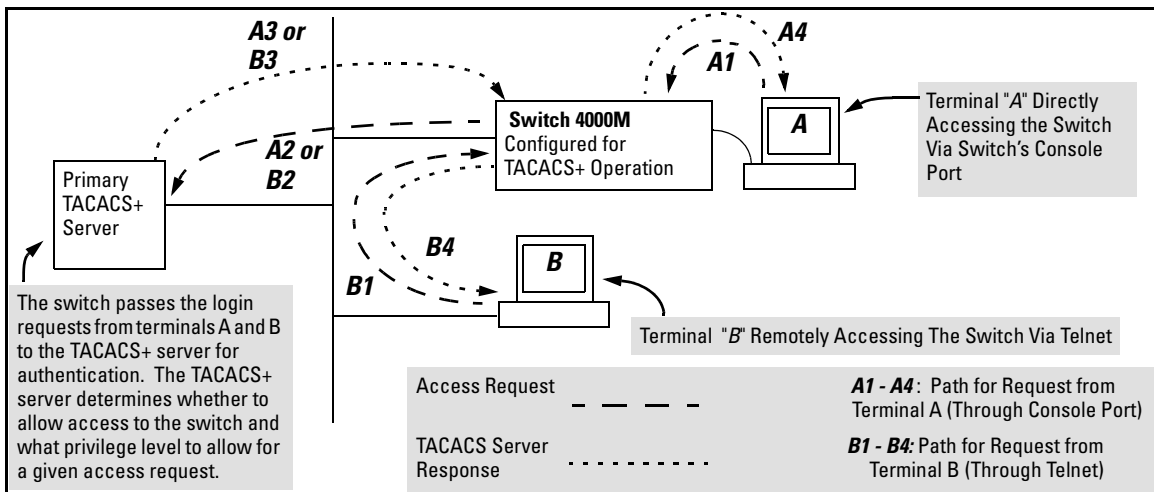 A3 or
B3
A4
A1
Switch 4000M
Configured for
TACACS+ Operation
A
Terminal "A" Directly
Accessing the Switch
Via Switch's Console
Port
A2 or
B2
Primary
TACACS+
Server
B4
B1
B
The switch passes the login
requests from terminals A and B
to the TACACS+ server for
authentication. The TACACS+
server determines whether to
allow access to the switch and
what privilege level to allow for
a given access request.
Terminal "B" Remotely Accessing The Switch Via Telnet
Access Request
A1 - A4: Path for Request from
Terminal A (Through Console Port)
TACACS Server
Response
B1 - B4: Path for Request from
Terminal B (Through Telnet)